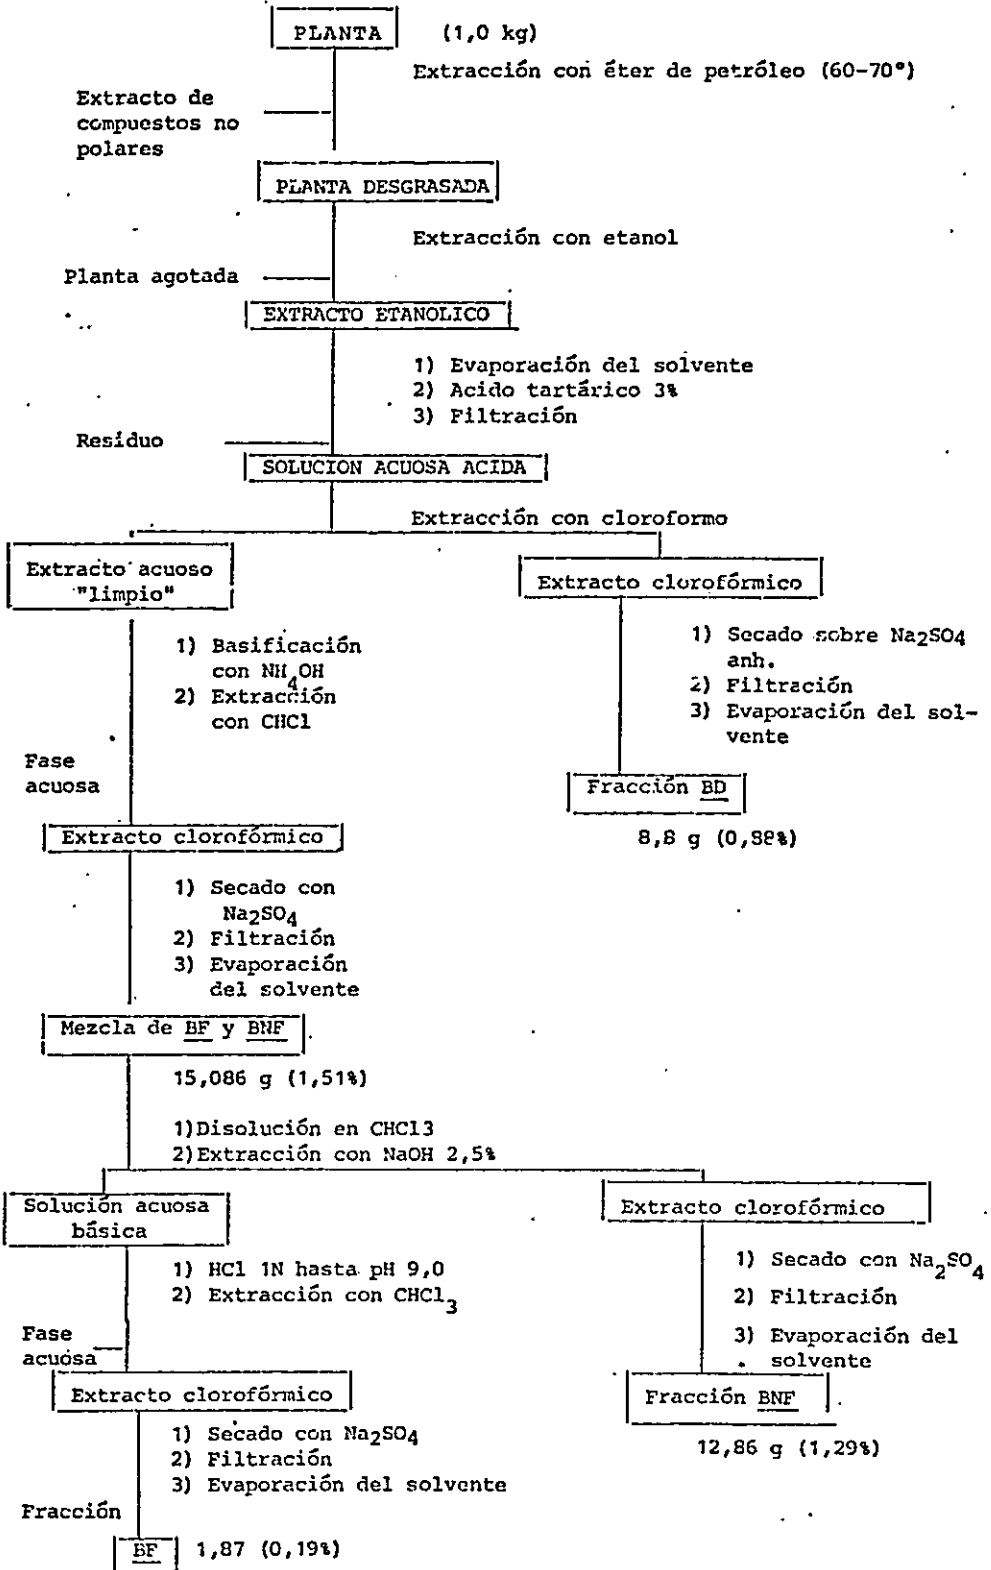 PLANTA (1,0 kg)
Extracción con éter de petróleo (60-70°)
Extracto de
compuestos no
polares
PLANTA DESGRASADA
Extracción con etanol
Planta agotada
EXTRACTO ETANOLICO
1) Evaporación del solvente
2) Acido tartárico 3%
3) Filtración
Residuo
SOLUCION ACUOSA ACIDA
Extracción con cloroformo
Extracto acuoso
"limpio"
Extracto clorofórmico
1) Basificación
con NH4OH
2) Extracción
con CHCl
1) Secado sobre Na2SO4
anh.
2) Filtración
3) Evaporación del sol-
vente
Fase
acuosa
Fracción BD
8,8 g (0,88%)
Extracto clorofórmico
1) Secado con
Na2SO4
2) Filtración
3) Evaporación
del solvente
Mezcla de BF y BNF
15,086 g (1,51%)
1)Disolución en CHCl3
2)Extracción con NaOH 2,5%
Solución acuosa
básica
Extracto clorofórmico
1) HCl 1N hasta pH 9,0
2) Extracción con CHCl3
1) Secado con Na2SO4
2) Filtración
3) Evaporación del
solvente
Fase
acuosa
Extracto clorofórmico
Fracción BNF
12,86 g (1,29%)
1) Secado con Na2SO4
2) Filtración
3) Evaporación del solvente
Fracción
BF 1,87 (0,19%)